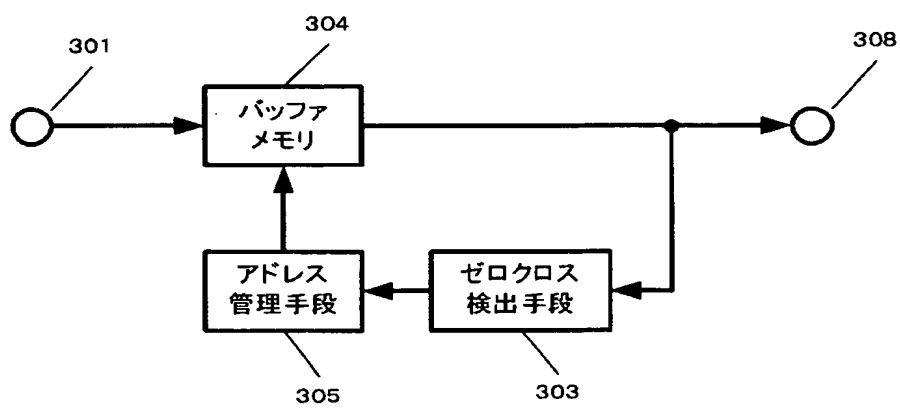 304
301
308
バッファ
メモリ
アドレス
管理手段
ゼロクロス
検出手段
305
303